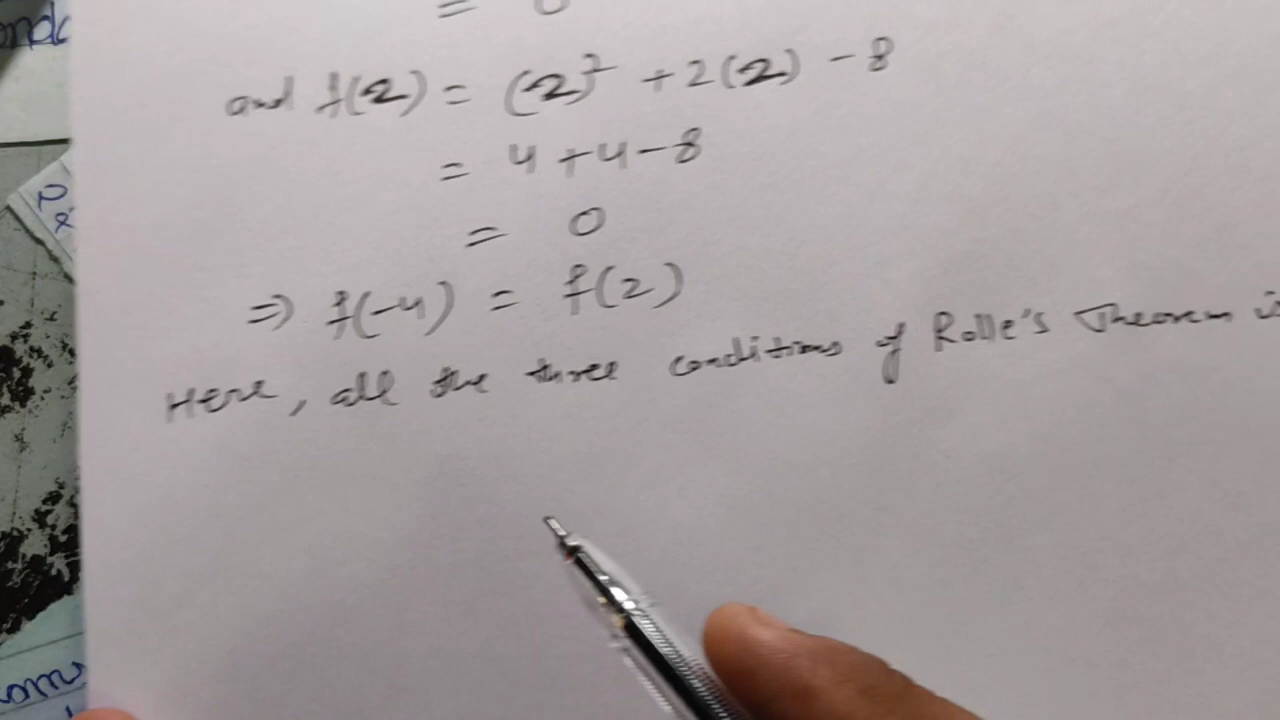 = 0
and f(2) = (2)² + 2(2) - 8
= 4 + 4 - 8
= 0
⇒ f(-4) = f(2)
Here, all the three conditions of Rolle's Theorem is